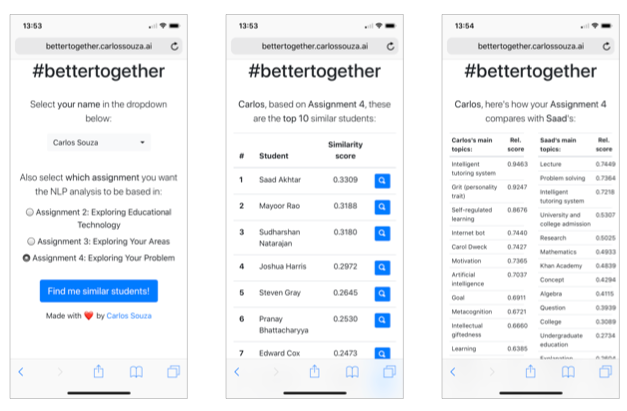 13:53
bettertogether.carlossouza.ai
#bettertogether
Select your name in the dropdown
below:
Carlos Souza
Also select which assignment you want
the NLP analysis to be based in:
Assignment 2: Exploring Educational
Technology
Assignment 3: Exploring Your Areas
Assignment 4: Exploring Your Problem
Find me similar students!
Made with ❤️ by Carlos Souza
13:53
bettertogether.carlossouza.ai
#bettertogether
Carlos, based on Assignment 4, these
are the top 10 similar students:
Similarity
# Student score
1 Saad Akhtar 0.3309
2 Mayoor Rao 0.3188
3 Sudharshan 0.3180
Natarajan
4 Joshua Harris 0.2972
5 Steven Gray 0.2645
6 Pranay 0.2530
Bhattacharyya
7 Edward Cox 0.2473
13:54
bettertogether.carlossouza.ai
#bettertogether
Carlos, here's how your Assignment 4
compares with Saad's:
Carlos's main Rel.
topics: score
Intelligent 0.9463
tutoring system
Grit (personality 0.9247
trait)
Self-regulated 0.8676
learning
Internet bot 0.7440
Carol Dweck 0.7427
Motivation 0.7365
Artificial 0.7037
intelligence
Goal 0.6911
Metacognition 0.6721
Intellectual 0.6660
giftedness
Learning 0.6385
Saad's main Rel.
topics: score
Lecture 0.7449
Problem solving 0.7364
Intelligent 0.7218
tutoring system
University and 0.5307
college admission
Research 0.5025
Mathematics 0.4933
Khan Academy 0.4839
Concept 0.4294
Algebra 0.4115
Question 0.3939
College 0.3089
Undergraduate 0.2734
education